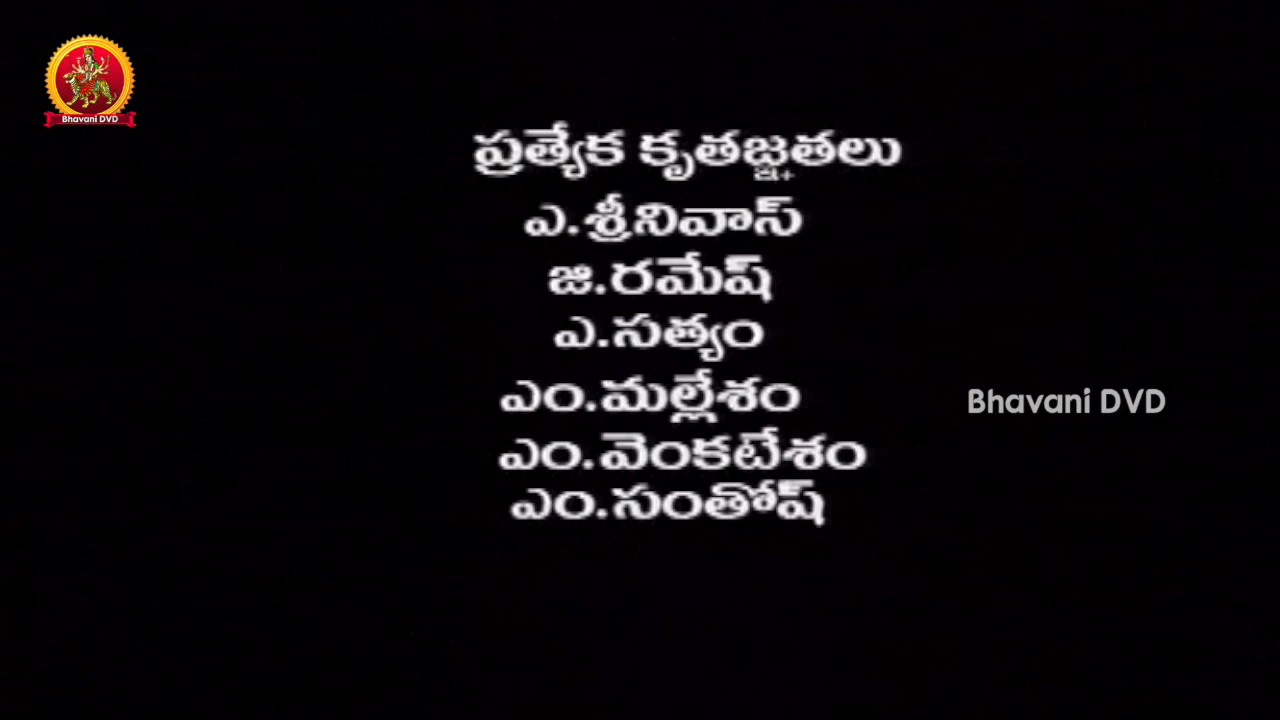 Bhavani DVD
ప్రత్యేక కృతజ్ఞతలు
ఎ.శ్రీనివాస్
జి.రమేష్
ఎ.సత్యం
ఎం.మల్లేశం
Bhavani DVD
ఎం.వెంకటేశం
ఎం.సంతోష్